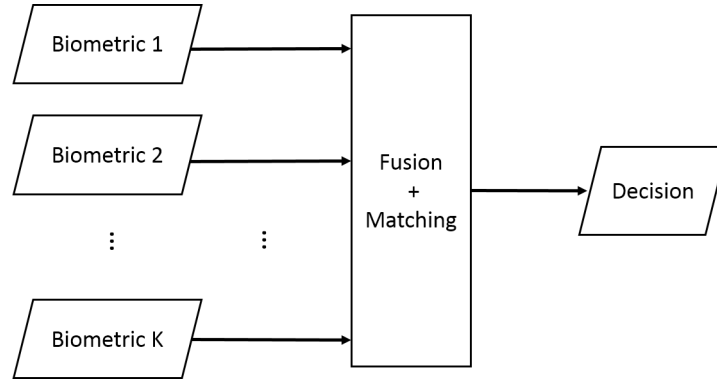 Biometric 1
Biometric 2
⋮ ⋮
Biometric K
Fusion
+
Matching
Decision